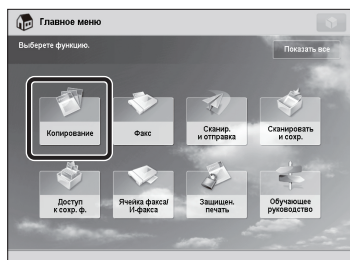 Главное меню
Выберете функцию.
Показать все
Копирование
Факс
Сканир.
и отправка
Сканировать
и сохр.
Доступ
к сохр. ф.
Ячейка факса/
И-факса
Защищен.
печать
Обучающее
руководство